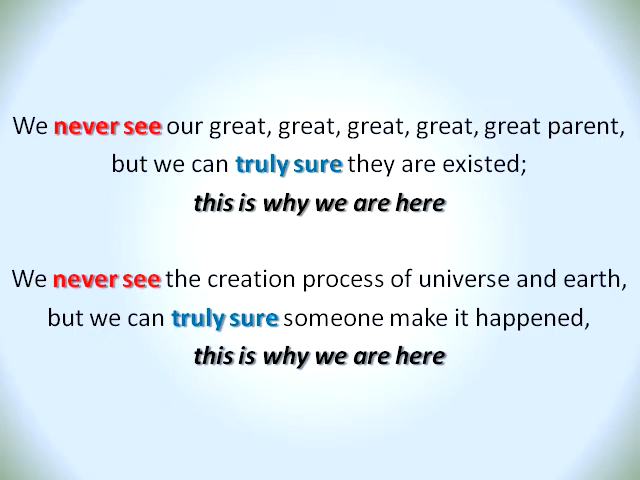 We never see our great, great, great, great, great parent,
but we can truly sure they are existed;
this is why we are here
We never see the creation process of universe and earth,
but we can truly sure someone make it happened,
this is why we are here